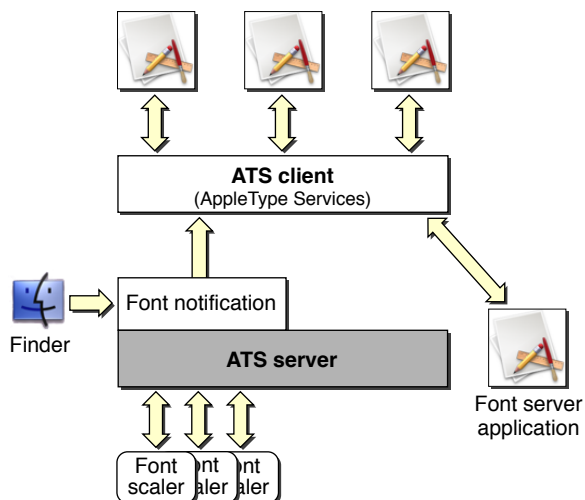 ATS client
(AppleType Services)
Font notification
Finder
ATS server
Font server
application
Font
scaler